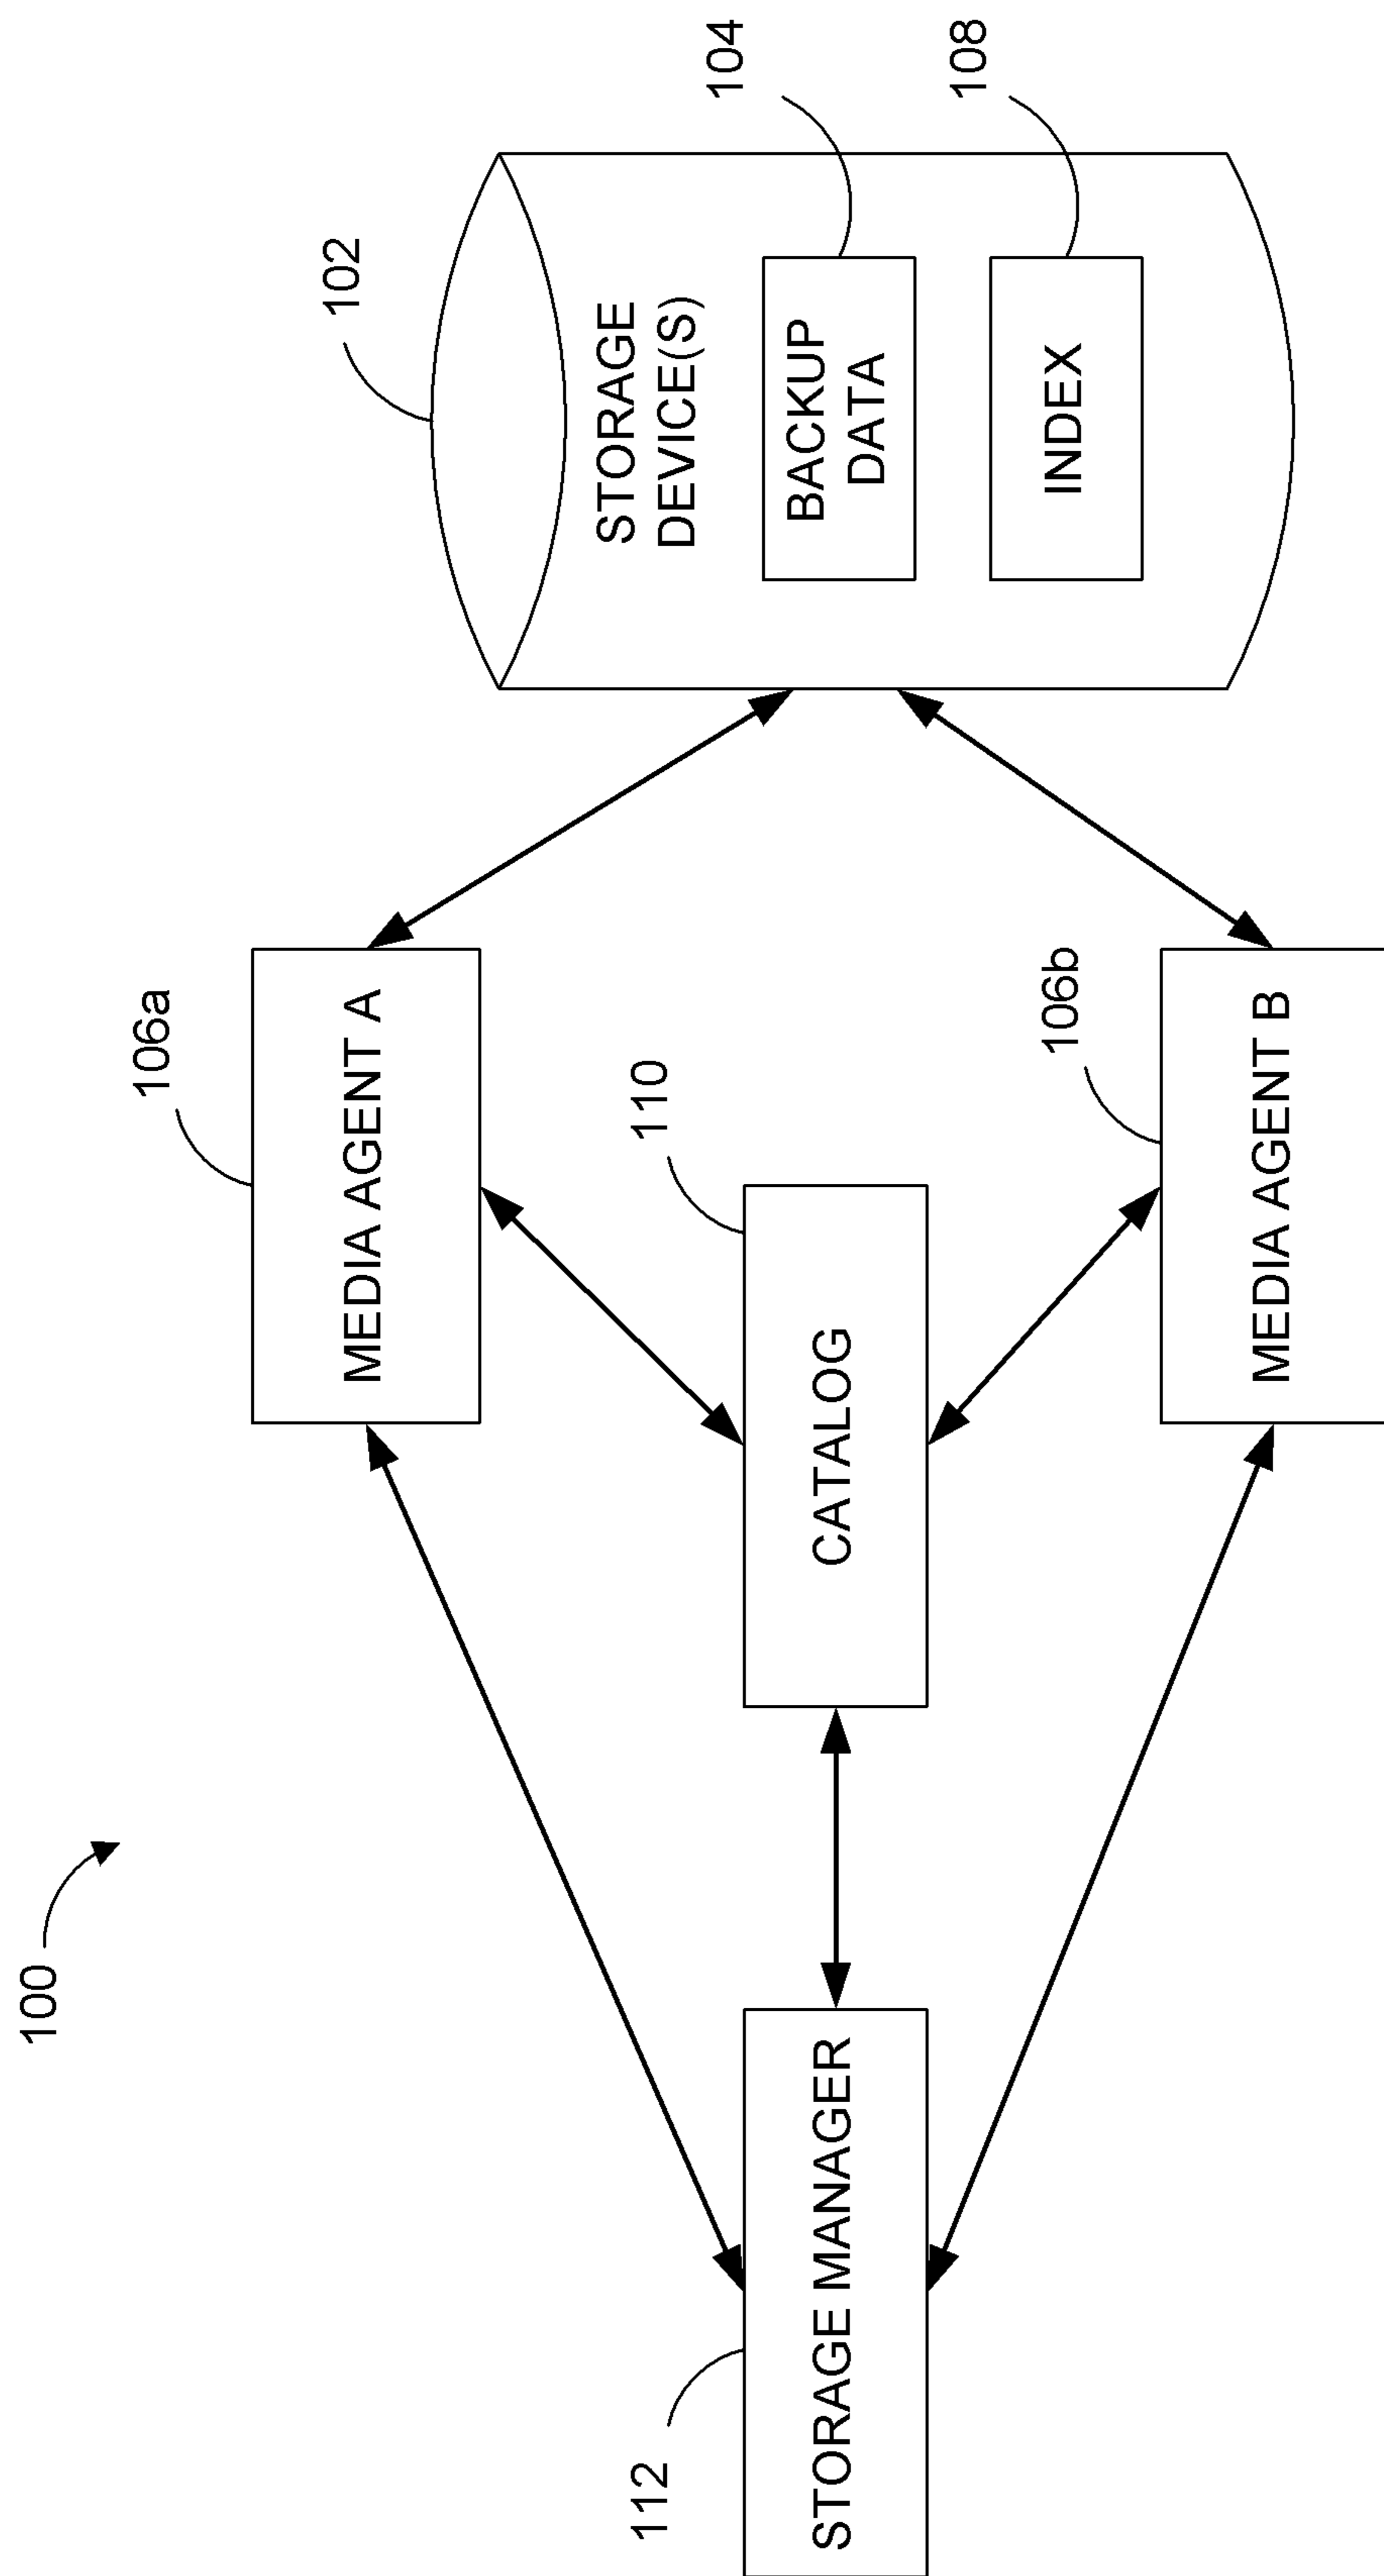 100
106a
MEDIA AGENT A
102
STORAGE
DEVICE(S)
104
BACKUP
DATA
108
INDEX
110
CATALOG
112
STORAGE MANAGER
106b
MEDIA AGENT B